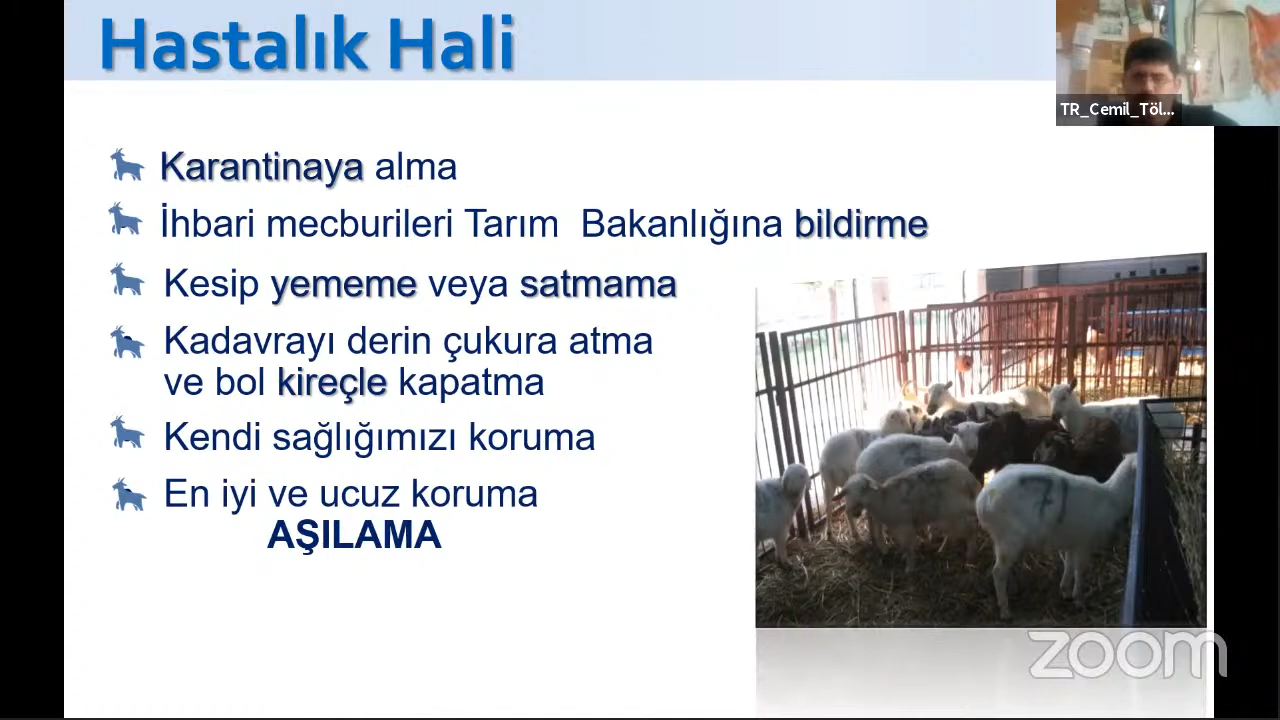 Hastalık Hali
TR_Cemil_Töl...
Karantinaya alma
İhbari mecburileri Tarım Bakanlığına bildirme
Kesip yememe veya satmama
Kadavrayı derin çukura atma
ve bol kireçle kapatma
Kendi sağlığımızı koruma
En iyi ve ucuz koruma
AŞILAMA
zoom